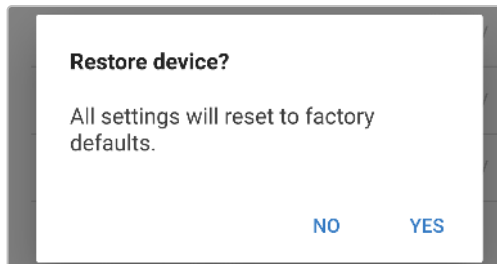 Restore device?
All settings will reset to factory
defaults.
NO YES